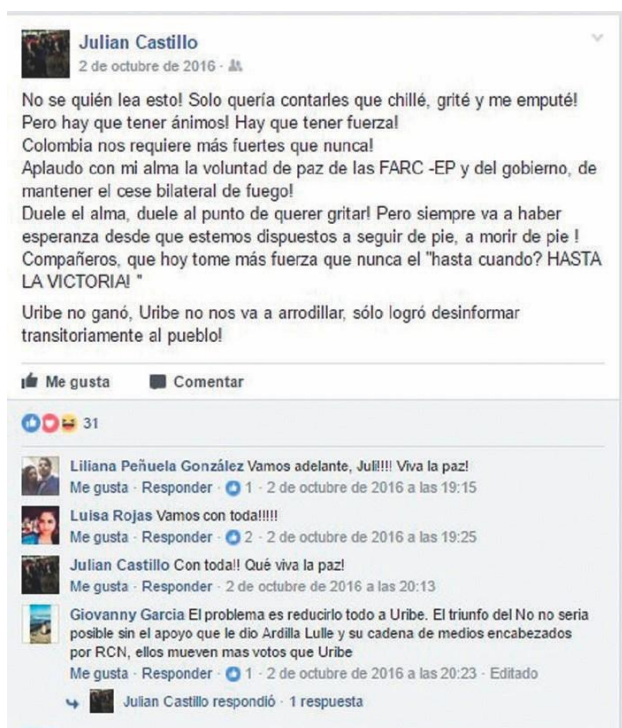 Julian Castillo
2 de octubre de 2016 ·
No se quién lea esto! Solo quería contarles que chillé, grité y me emputé!
Pero hay que tener ánimos! Hay que tener fuerza!
Colombia nos requiere más fuertes que nunca!
Aplaudo con mi alma la voluntad de paz de las FARC -EP y del gobierno, de
mantener el cese bilateral de fuego!
Duele el alma, duele al punto de querer gritar! Pero siempre va a haber
esperanza desde que estemos dispuestos a seguir de pie, a morir de pie !
Compañeros, que hoy tome más fuerza que nunca el "hasta cuando? HASTA
LA VICTORIA! "
Uribe no ganó, Uribe no nos va a arrodillar, sólo logró desinformar
transitoriamente al pueblo!
Me gusta Comentar
31
Liliana Peñuela González Vamos adelante, Juli!!!! Viva la paz!
Me gusta · Responder · 1 · 2 de octubre de 2016 a las 19:15
Luisa Rojas Vamos con toda!!!!!
Me gusta · Responder · 2 · 2 de octubre de 2016 a las 19:25
Julian Castillo Con toda!! Qué viva la paz!
Me gusta · Responder · 2 de octubre de 2016 a las 20:13
Giovanny Garcia El problema es reducirlo todo a Uribe. El triunfo del No no seria
posible sin el apoyo que le dio Ardilla Lulle y su cadena de medios encabezados
por RCN, ellos mueven mas votos que Uribe
Me gusta · Responder · 1 · 2 de octubre de 2016 a las 20:23 · Editado
Julian Castillo respondió · 1 respuesta